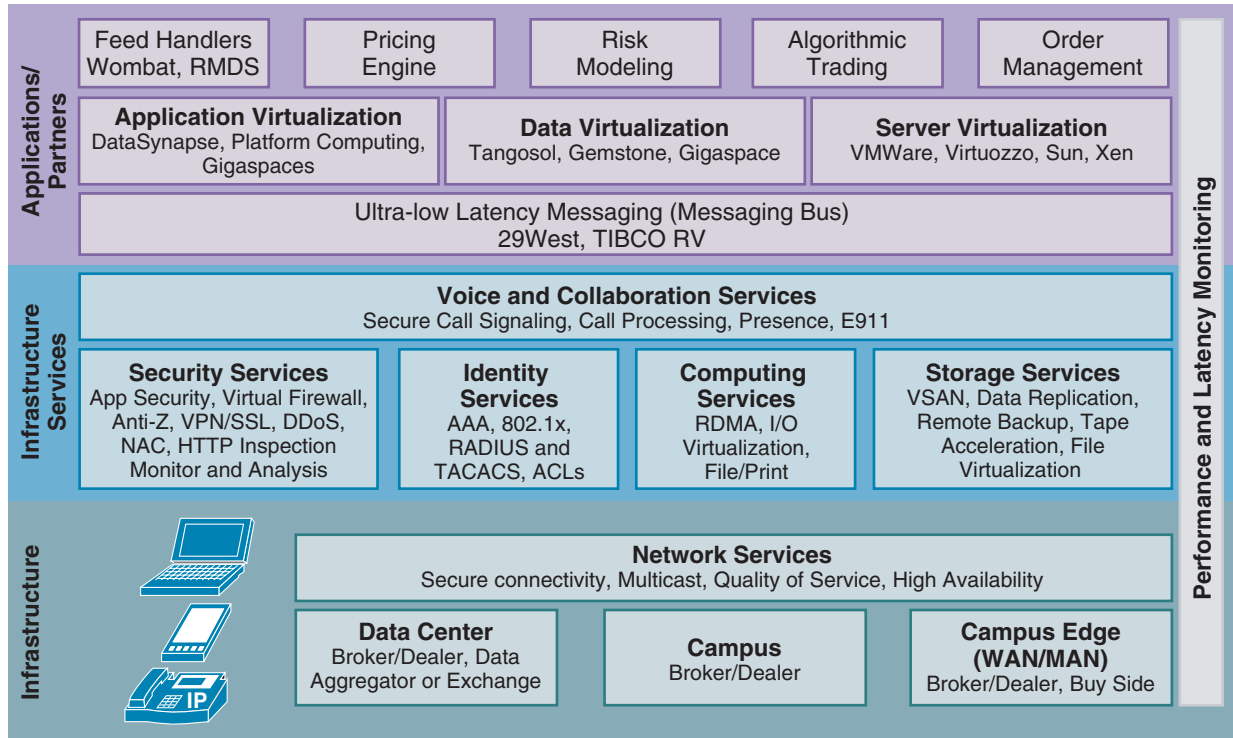 Applications/
Partners
Feed Handlers
Wombat, RMDS
Pricing
Engine
Risk
Modeling
Algorithmic
Trading
Order
Management
Application Virtualization
DataSynapse, Platform Computing,
Gigaspaces
Data Virtualization
Tangosol, Gemstone, Gigaspace
Server Virtualization
VMWare, Virtuozzo, Sun, Xen
Ultra-low Latency Messaging (Messaging Bus)
29West, TIBCO RV
Infrastructure
Services
Voice and Collaboration Services
Secure Call Signaling, Call Processing, Presence, E911
Security Services
App Security, Virtual Firewall,
Anti-Z, VPN/SSL, DDoS,
NAC, HTTP Inspection
Monitor and Analysis
Identity
Services
AAA, 802.1x,
RADIUS and
TACACS, ACLs
Computing
Services
RDMA, I/O
Virtualization,
File/Print
Storage Services
VSAN, Data Replication,
Remote Backup, Tape
Acceleration, File
Virtualization
Infrastructure
IP
Network Services
Secure connectivity, Multicast, Quality of Service, High Availability
Data Center
Broker/Dealer, Data
Aggregator or Exchange
Campus
Broker/Dealer
Campus Edge
(WAN/MAN)
Broker/Dealer, Buy Side
Performance and Latency Monitoring